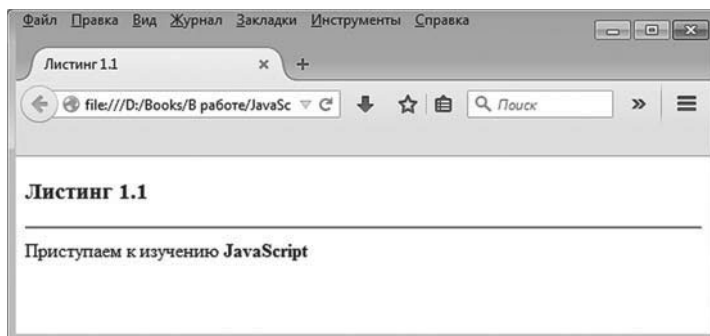 Файл Правка Вид Журнал Закладки Инструменты Справка
Листинг 1.1
file:///D:/Books/В работе/JavaSc
Поиск
Листинг 1.1
Приступаем к изучению JavaScript